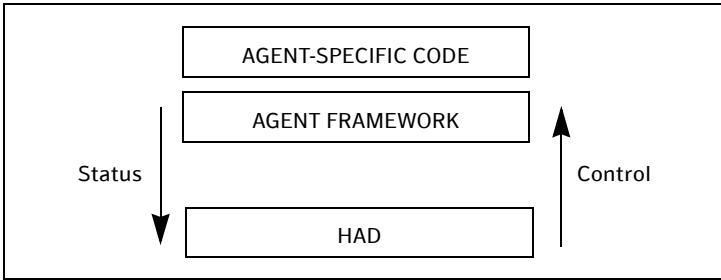 AGENT-SPECIFIC CODE
AGENT FRAMEWORK
Status
Control
HAD